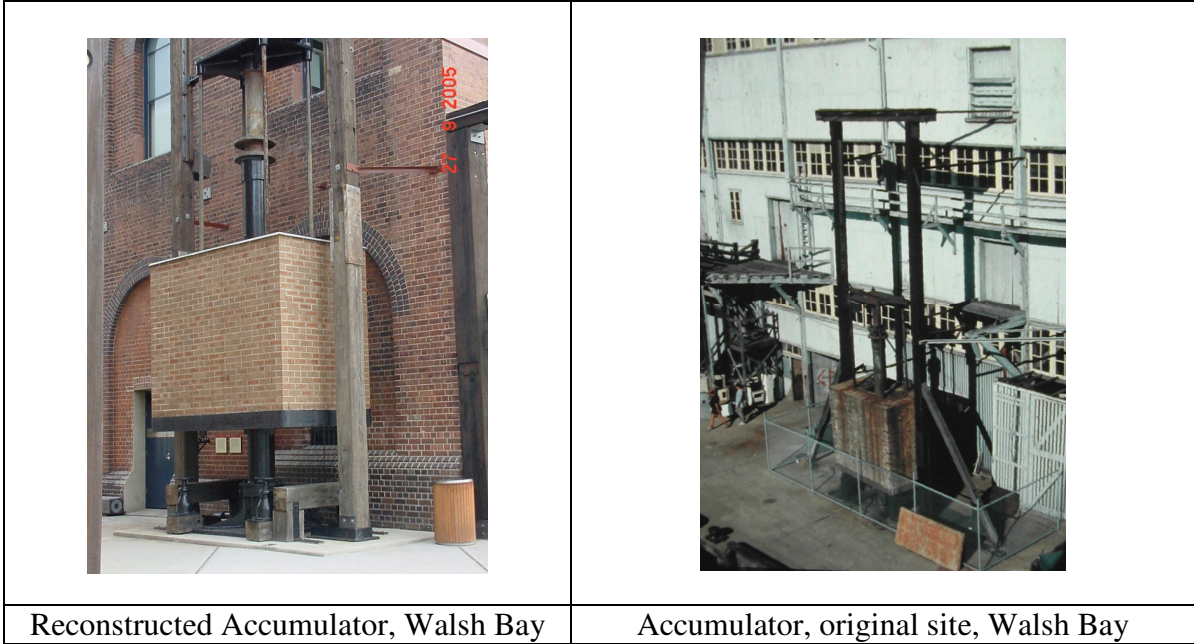 27 9 2005
Reconstructed Accumulator, Walsh Bay
Accumulator, original site, Walsh Bay